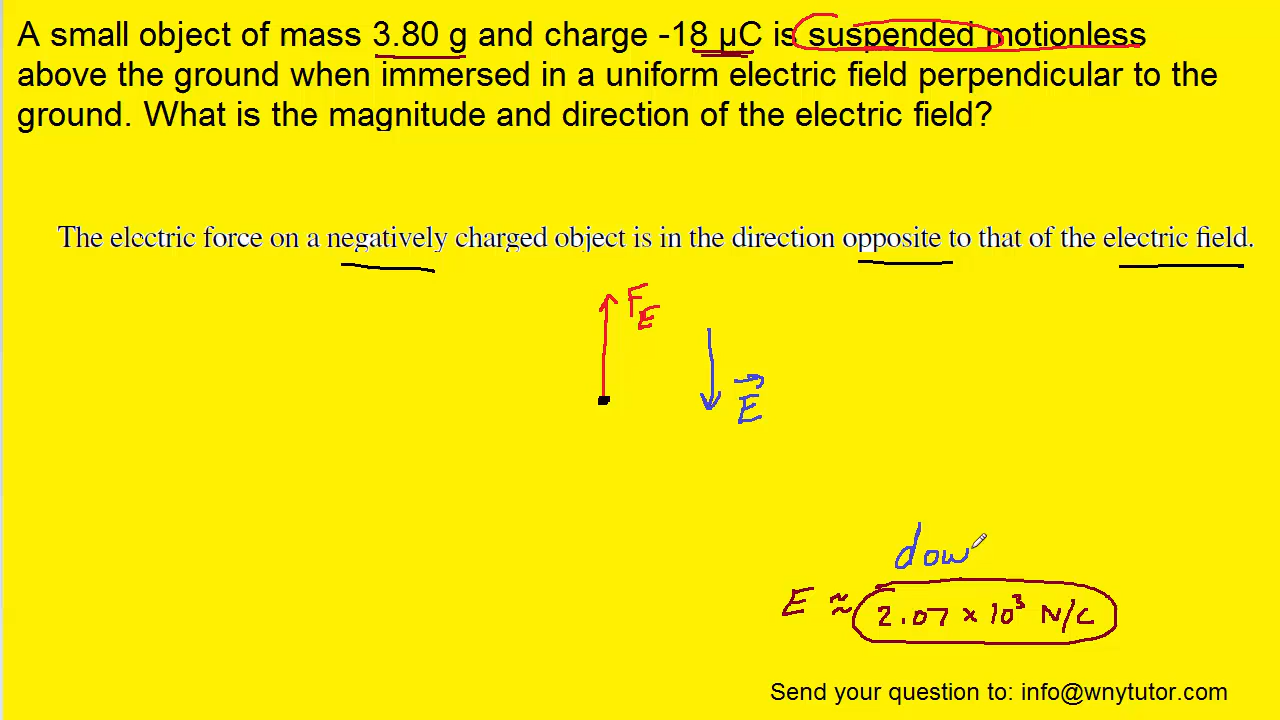 A small object of mass 3.80 g and charge -18 µC is suspended motionless
above the ground when immersed in a uniform electric field perpendicular to the
ground. What is the magnitude and direction of the electric field?
The electric force on a negatively charged object is in the direction opposite to that of the electric field.
F_E
E⃗
dow
E ≈ 2.07 × 10³ N/C
Send your question to: info@wnytutor.com